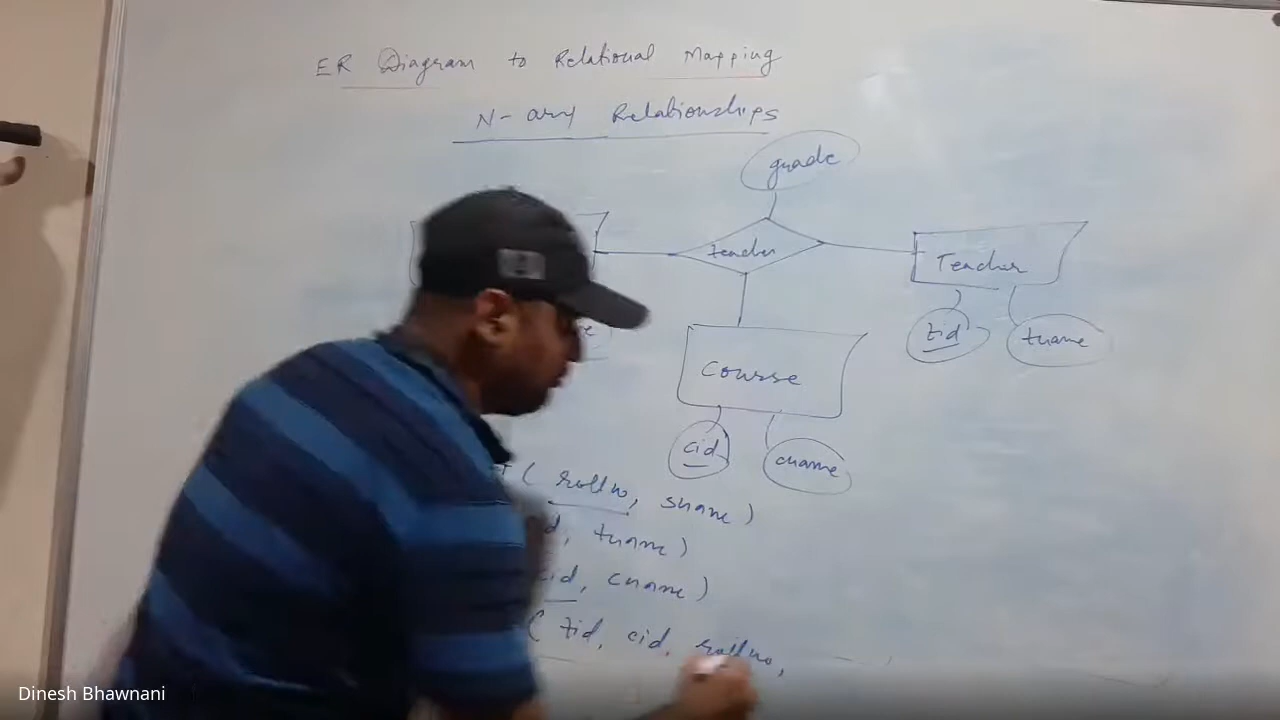 ER Diagram to Relational Mapping
N-ary Relationships
grade
teacher
Teacher
tid
tname
Course
cid
cname
( rollno, sname )
d, tname )
cid, cname )
( tid, cid, rollno,
Dinesh Bhawnani